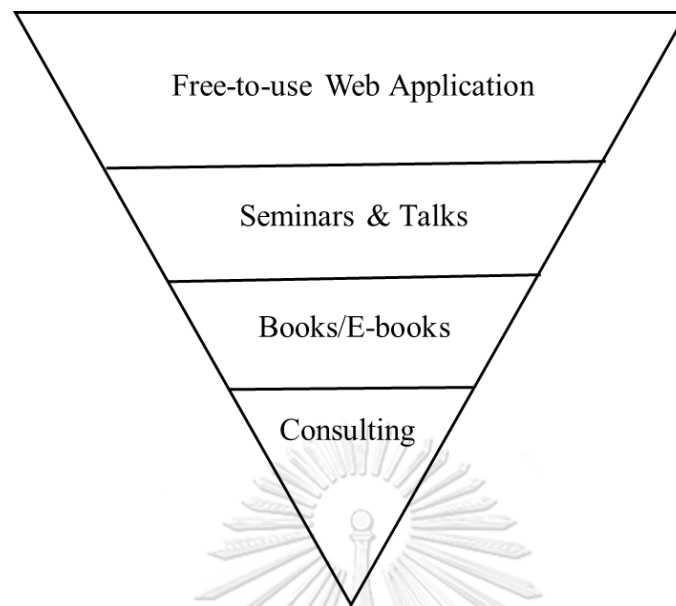 Free-to-use Web Application
Seminars & Talks
Books/E-books
Consulting